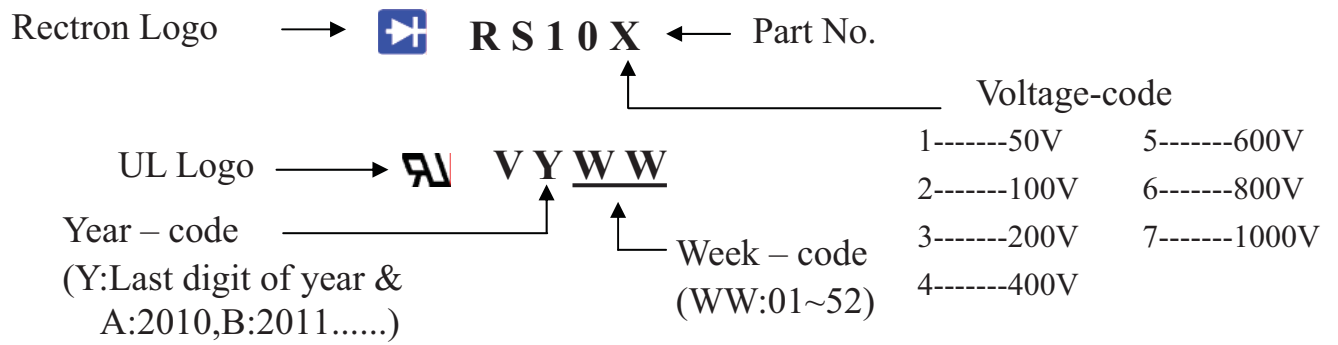 Rectron Logo
R S 1 0 X
Part No.
Voltage-code
1-------50V 5-------600V
2-------100V 6-------800V
3-------200V 7-------1000V
4-------400V
UL Logo
V Y W W
Year – code
(Y:Last digit of year &
A:2010,B:2011......)
Week – code
(WW:01~52)